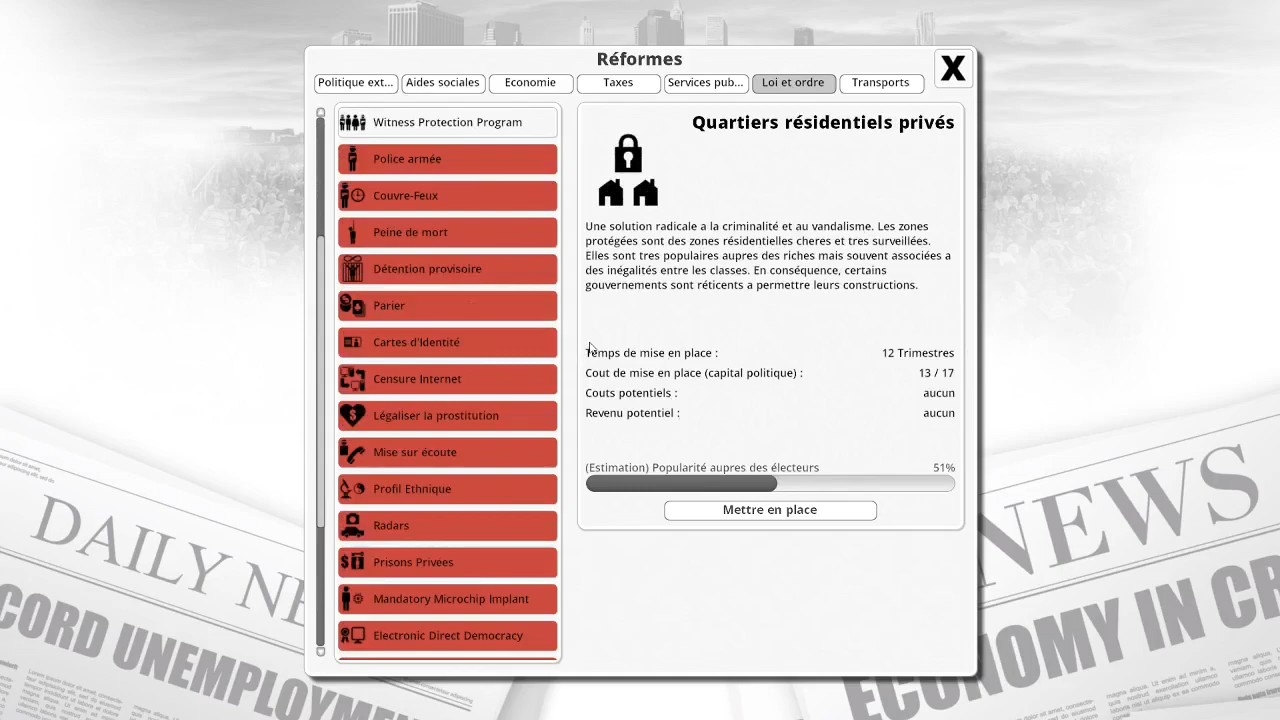 Réformes
X
Politique ext...
Aides sociales
Economie
Taxes
Services pub...
Loi et ordre
Transports
Witness Protection Program
Police armée
Couvre-Feux
Peine de mort
Détention provisoire
Parier
Cartes d'Identité
Censure Internet
Légaliser la prostitution
Mise sur écoute
Profil Ethnique
Radars
Prisons Privées
Mandatory Microchip Implant
Electronic Direct Democracy
Quartiers résidentiels privés
Une solution radicale a la criminalité et au vandalisme. Les zones
protégées sont des zones résidentielles cheres et tres surveillées.
Elles sont tres populaires aupres des riches mais souvent associées a
des inégalités entre les classes. En conséquence, certains
gouvernements sont réticents a permettre leurs constructions.
Temps de mise en place : 12 Trimestres
Cout de mise en place (capital politique) : 13 / 17
Couts potentiels : aucun
Revenu potentiel : aucun
(Estimation) Popularité aupres des électeurs 51%
Mettre en place
DAILY NE
CORD UNEMPLOYM
NEWS
ECONOMY IN CR